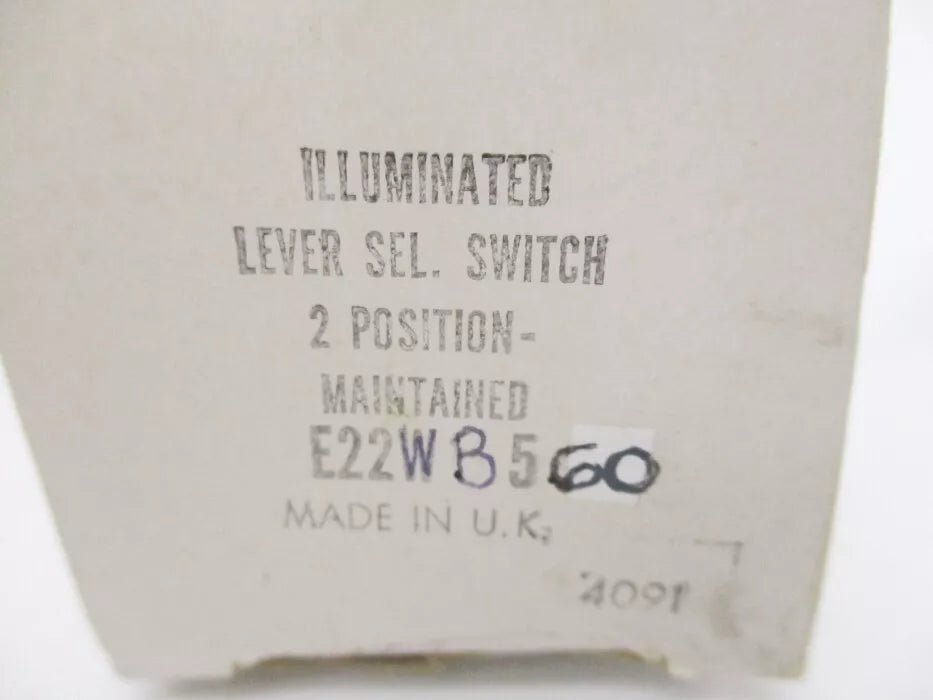 ILLUMINATED
LEVER SEL. SWITCH
2 POSITION-
MAINTAINED
E22WB560
MADE IN U.K.
4091